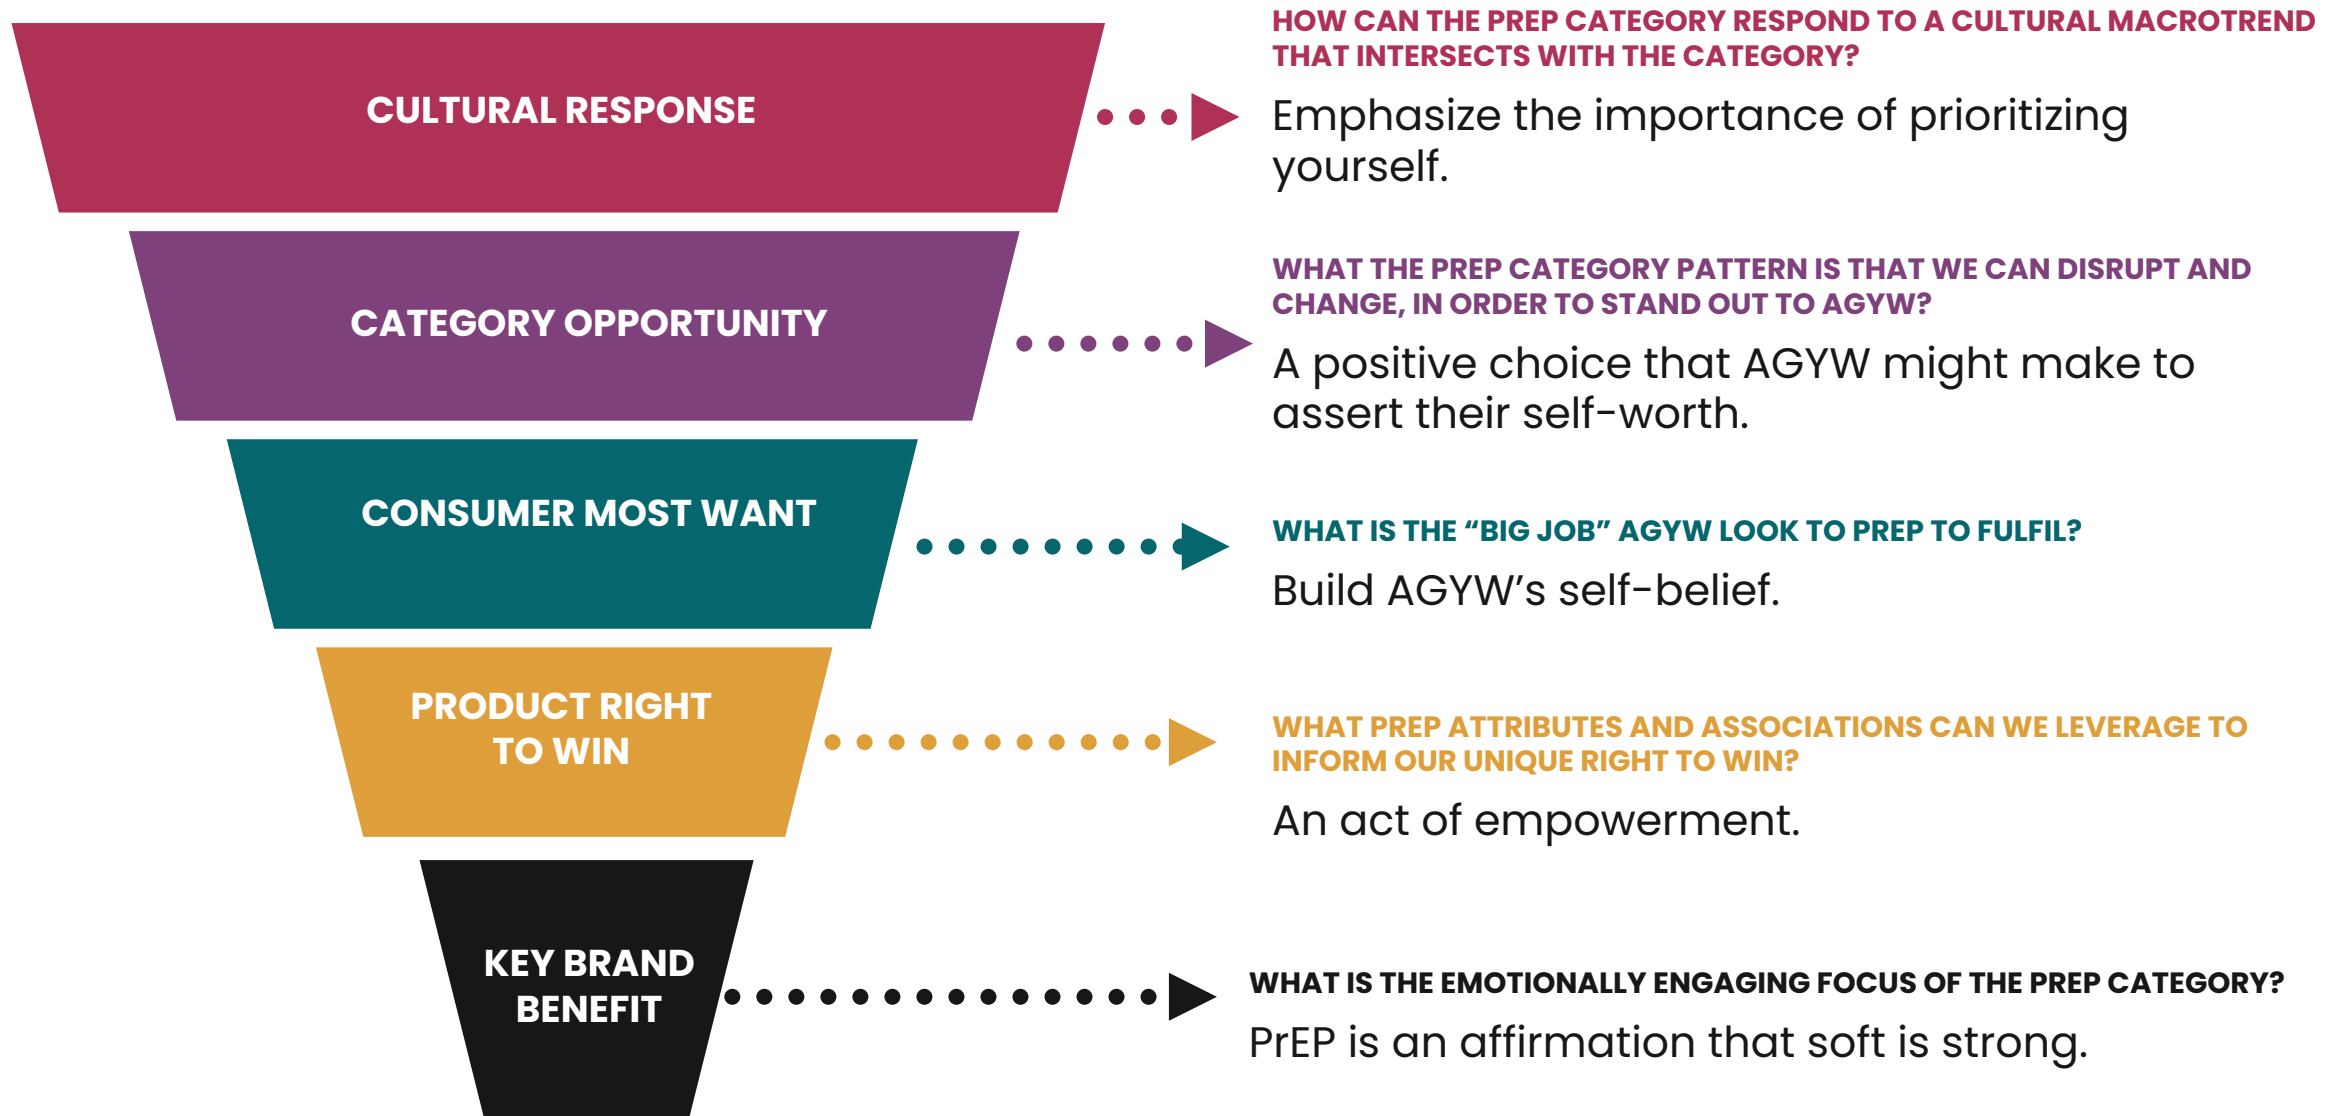 CULTURAL RESPONSE
HOW CAN THE PREP CATEGORY RESPOND TO A CULTURAL MACROTREND
THAT INTERSECTS WITH THE CATEGORY?
Emphasize the importance of prioritizing
yourself.
CATEGORY OPPORTUNITY
WHAT THE PREP CATEGORY PATTERN IS THAT WE CAN DISRUPT AND
CHANGE, IN ORDER TO STAND OUT TO AGYW?
A positive choice that AGYW might make to
assert their self-worth.
CONSUMER MOST WANT
WHAT IS THE “BIG JOB” AGYW LOOK TO PREP TO FULFIL?
Build AGYW’s self-belief.
PRODUCT RIGHT
TO WIN
WHAT PREP ATTRIBUTES AND ASSOCIATIONS CAN WE LEVERAGE TO
INFORM OUR UNIQUE RIGHT TO WIN?
An act of empowerment.
KEY BRAND
BENEFIT
WHAT IS THE EMOTIONALLY ENGAGING FOCUS OF THE PREP CATEGORY?
PrEP is an affirmation that soft is strong.